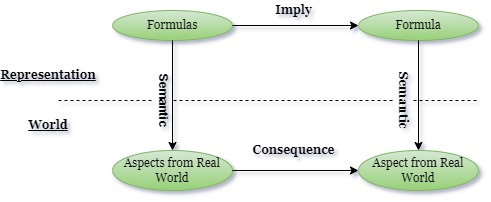 Imply
Formulas
Formula
Representation
Semantic
Semantic
World
Consequence
Aspects from Real
World
Aspect from Real
World